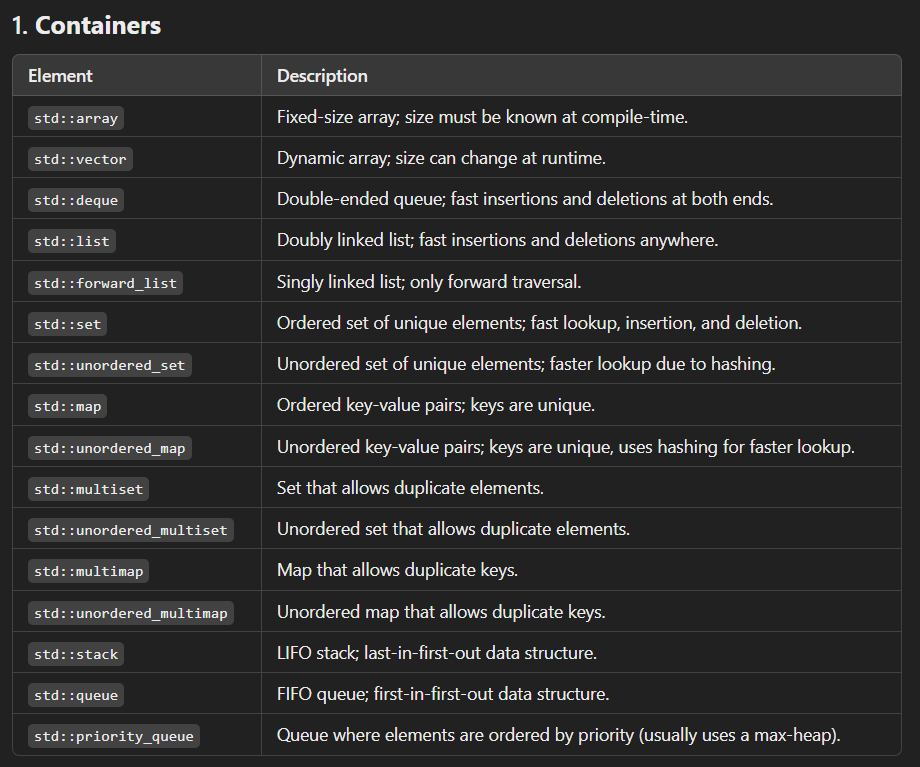 1. Containers
Element Description
std::array Fixed-size array; size must be known at compile-time.
std::vector Dynamic array; size can change at runtime.
std::deque Double-ended queue; fast insertions and deletions at both ends.
std::list Doubly linked list; fast insertions and deletions anywhere.
std::forward_list Singly linked list; only forward traversal.
std::set Ordered set of unique elements; fast lookup, insertion, and deletion.
std::unordered_set Unordered set of unique elements; faster lookup due to hashing.
std::map Ordered key-value pairs; keys are unique.
std::unordered_map Unordered key-value pairs; keys are unique, uses hashing for faster lookup.
std::multiset Set that allows duplicate elements.
std::unordered_multiset Unordered set that allows duplicate elements.
std::multimap Map that allows duplicate keys.
std::unordered_multimap Unordered map that allows duplicate keys.
std::stack LIFO stack; last-in-first-out data structure.
std::queue FIFO queue; first-in-first-out data structure.
std::priority_queue Queue where elements are ordered by priority (usually uses a max-heap).